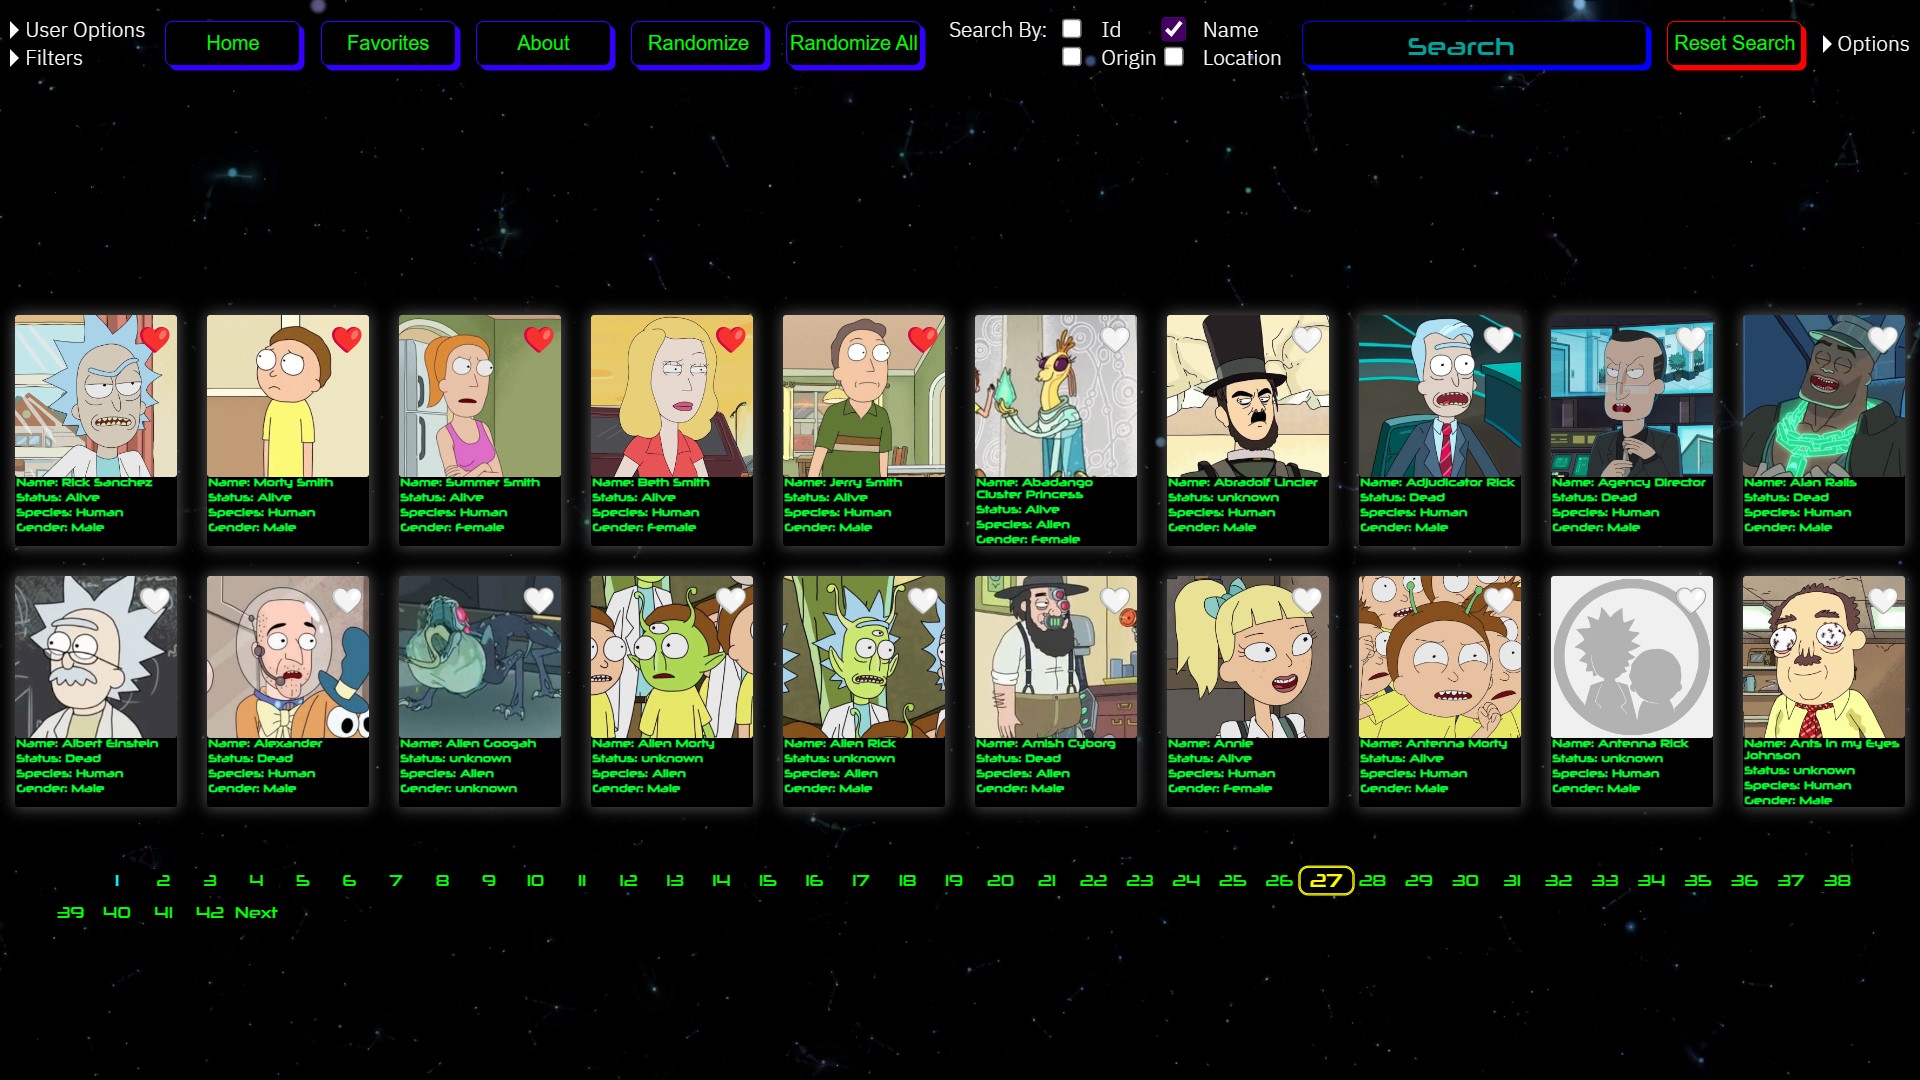 User Options
Filters
Home
Favorites
About
Randomize
Randomize All
Search By:
Id
Name
Origin
Location
Search
Reset Search
Options
Name: Rick Sanchez
Status: Alive
Species: Human
Gender: Male
Name: Morty Smith
Status: Alive
Species: Human
Gender: Male
Name: Summer Smith
Status: Alive
Species: Human
Gender: Female
Name: Beth Smith
Status: Alive
Species: Human
Gender: Female
Name: Jerry Smith
Status: Alive
Species: Human
Gender: Male
Name: Abadango
Cluster Princess
Status: Alive
Species: Alien
Gender: Female
Name: Abradolf Lincler
Status: unknown
Species: Human
Gender: Male
Name: Adjudicator Rick
Status: Dead
Species: Human
Gender: Male
Name: Agency Director
Status: Dead
Species: Human
Gender: Male
Name: Alan Rails
Status: Dead
Species: Human
Gender: Male
Name: Albert Einstein
Status: Dead
Species: Human
Gender: Male
Name: Alexander
Status: Dead
Species: Human
Gender: Male
Name: Alien Googah
Status: unknown
Species: Alien
Gender: unknown
Name: Alien Morty
Status: unknown
Species: Alien
Gender: Male
Name: Alien Rick
Status: unknown
Species: Alien
Gender: Male
Name: Amish Cyborg
Status: Dead
Species: Alien
Gender: Male
Name: Annie
Status: Alive
Species: Human
Gender: Female
Name: Antenna Morty
Status: Alive
Species: Human
Gender: Male
Name: Antenna Rick
Status: unknown
Species: Human
Gender: Male
Name: Ants in my Eyes
Johnson
Status: unknown
Species: Human
Gender: Male
1 2 3 4 5 6 7 8 9 10 11 12 13 14 15 16 17 18 19 20 21 22 23 24 25 26 27 28 29 30 31 32 33 34 35 36 37 38
39 40 41 42 Next